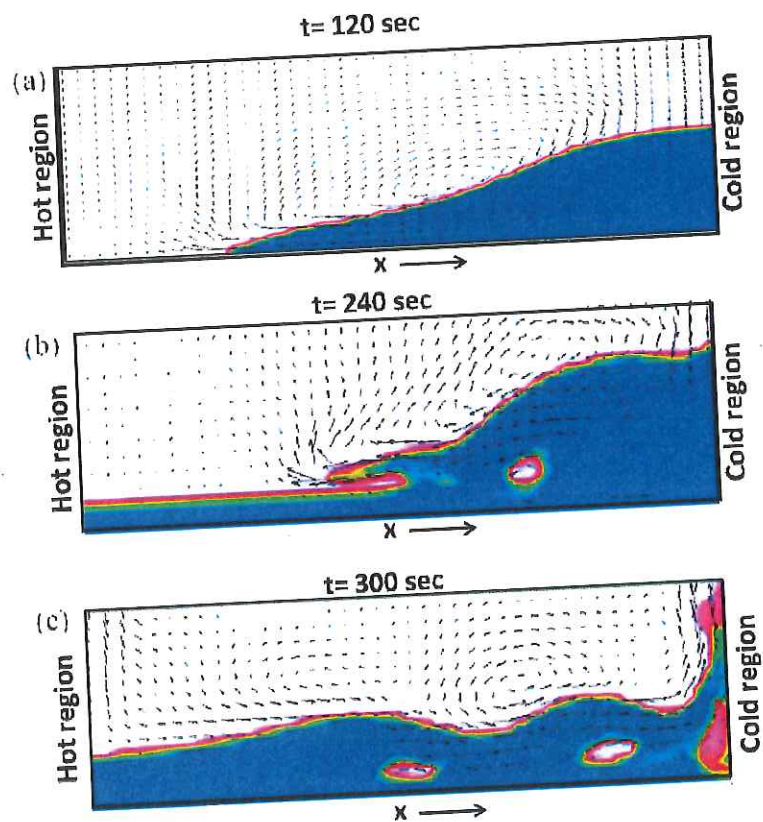 t= 120 sec
(a)
Hot region
Cold region
X
t= 240 sec
(b)
Hot region
Cold region
X
t= 300 sec
(c)
Hot region
Cold region
X